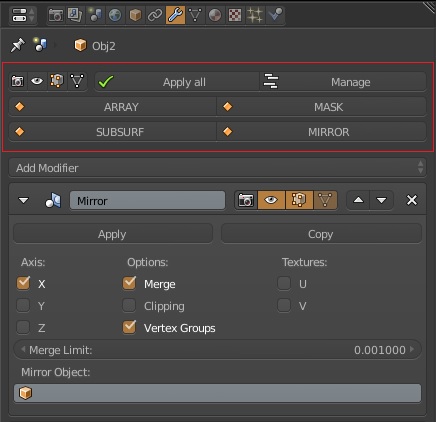 Obj2
Apply all Manage
ARRAY MASK
SUBSURF MIRROR
Add Modifier
Mirror
Apply Copy
Axis: Options: Textures:
X Merge U
Y Clipping V
Z Vertex Groups
Merge Limit: 0.001000
Mirror Object: